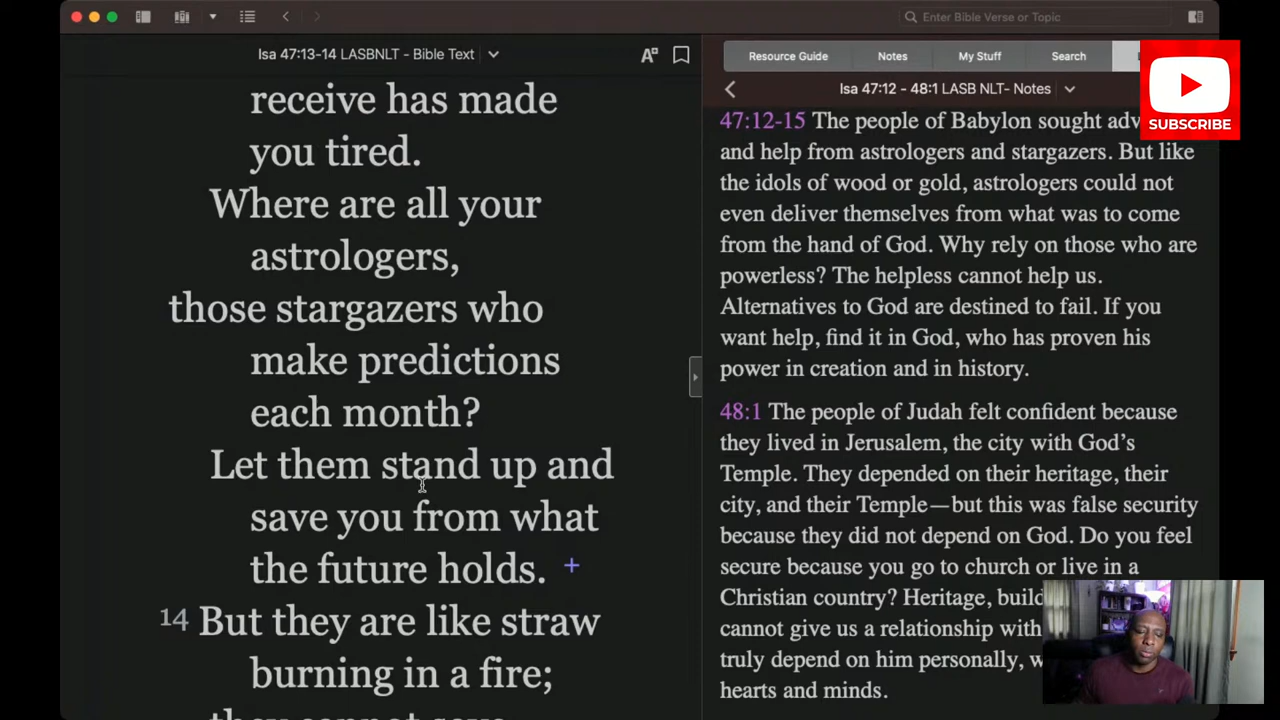 Enter Bible Verse or Topic
Isa 47:13-14 LASBNLT - Bible Text
receive has made
you tired.
Where are all your
astrologers,
those stargazers who
make predictions
each month?
Let them stand up and
save you from what
the future holds. +
14 But they are like straw
burning in a fire;
they cannot save
Resource Guide
Notes
My Stuff
Search
Isa 47:12 - 48:1 LASB NLT- Notes
SUBSCRIBE
47:12-15 The people of Babylon sought
and help from astrologers and stargazers. But like
the idols of wood or gold, astrologers could not
even deliver themselves from what was to come
from the hand of God. Why rely on those who are
powerless? The helpless cannot help us.
Alternatives to God are destined to fail. If you
want help, find it in God, who has proven his
power in creation and in history.
48:1 The people of Judah felt confident because
they lived in Jerusalem, the city with God’s
Temple. They depended on their heritage, their
city, and their Temple—but this was false security
because they did not depend on God. Do you feel
secure because you go to church or live in a
Christian country? Heritage,
cannot give us a relationship with
truly depend on him personally,
hearts and minds.